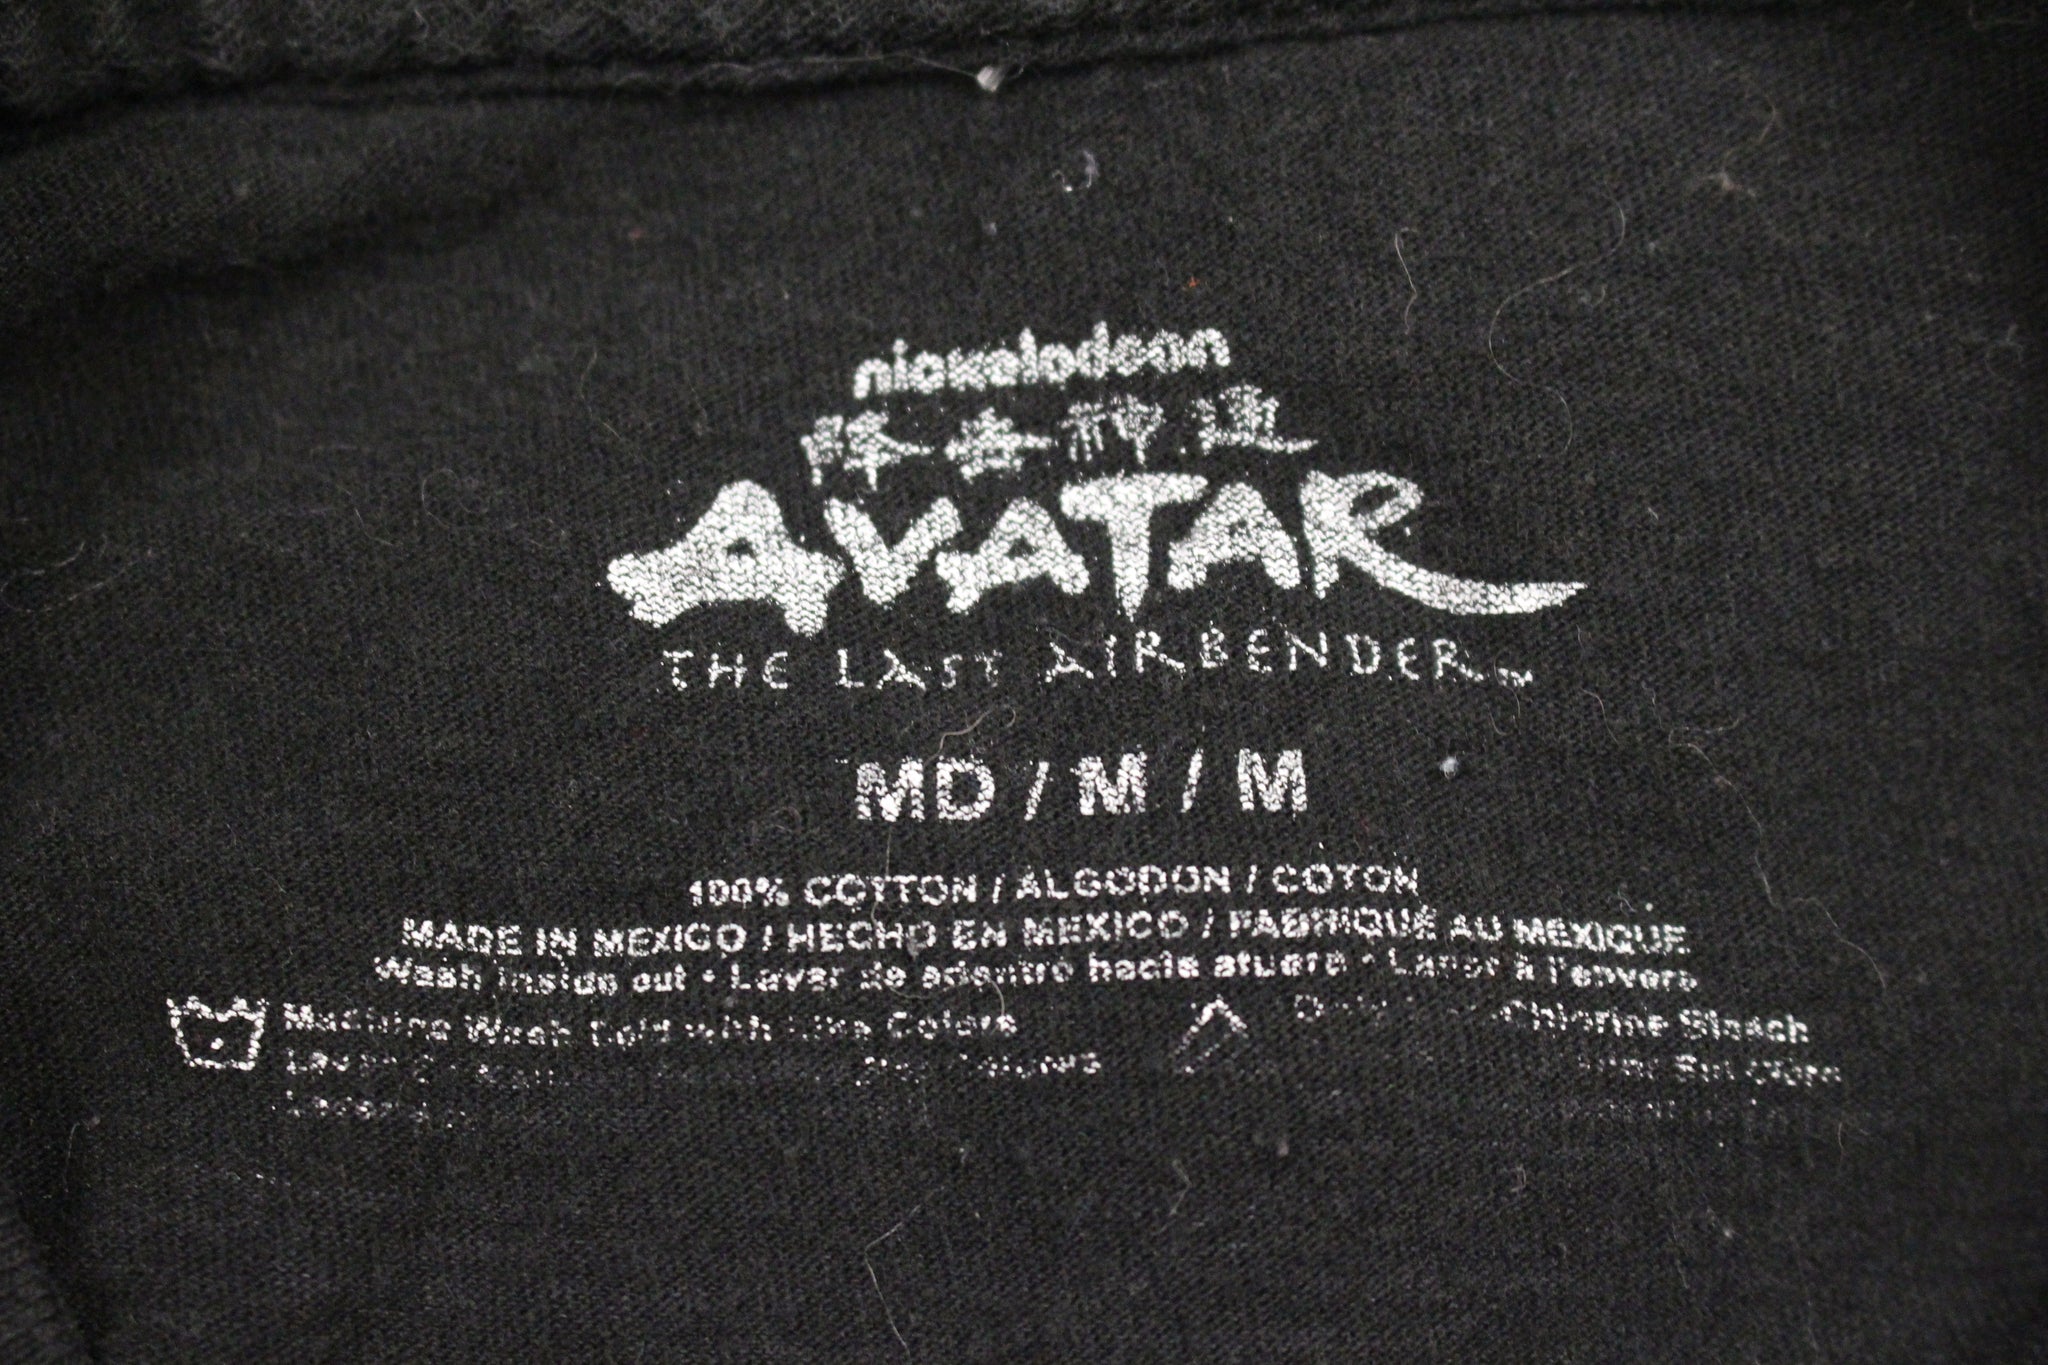 nickelodeon
降去神通
AVATAR
THE LAST AIRBENDER™
MD / M / M
100% COTTON / ALGODON / COTON
MADE IN MEXICO / HECHO EN MEXICO / FABRIQUÉ AU MEXIQUE
Wash inside out • Lavar de adentro hacia afuera • Laver à l'envers
Machine Wash Cold with Like Colors
Chlorine Bleach